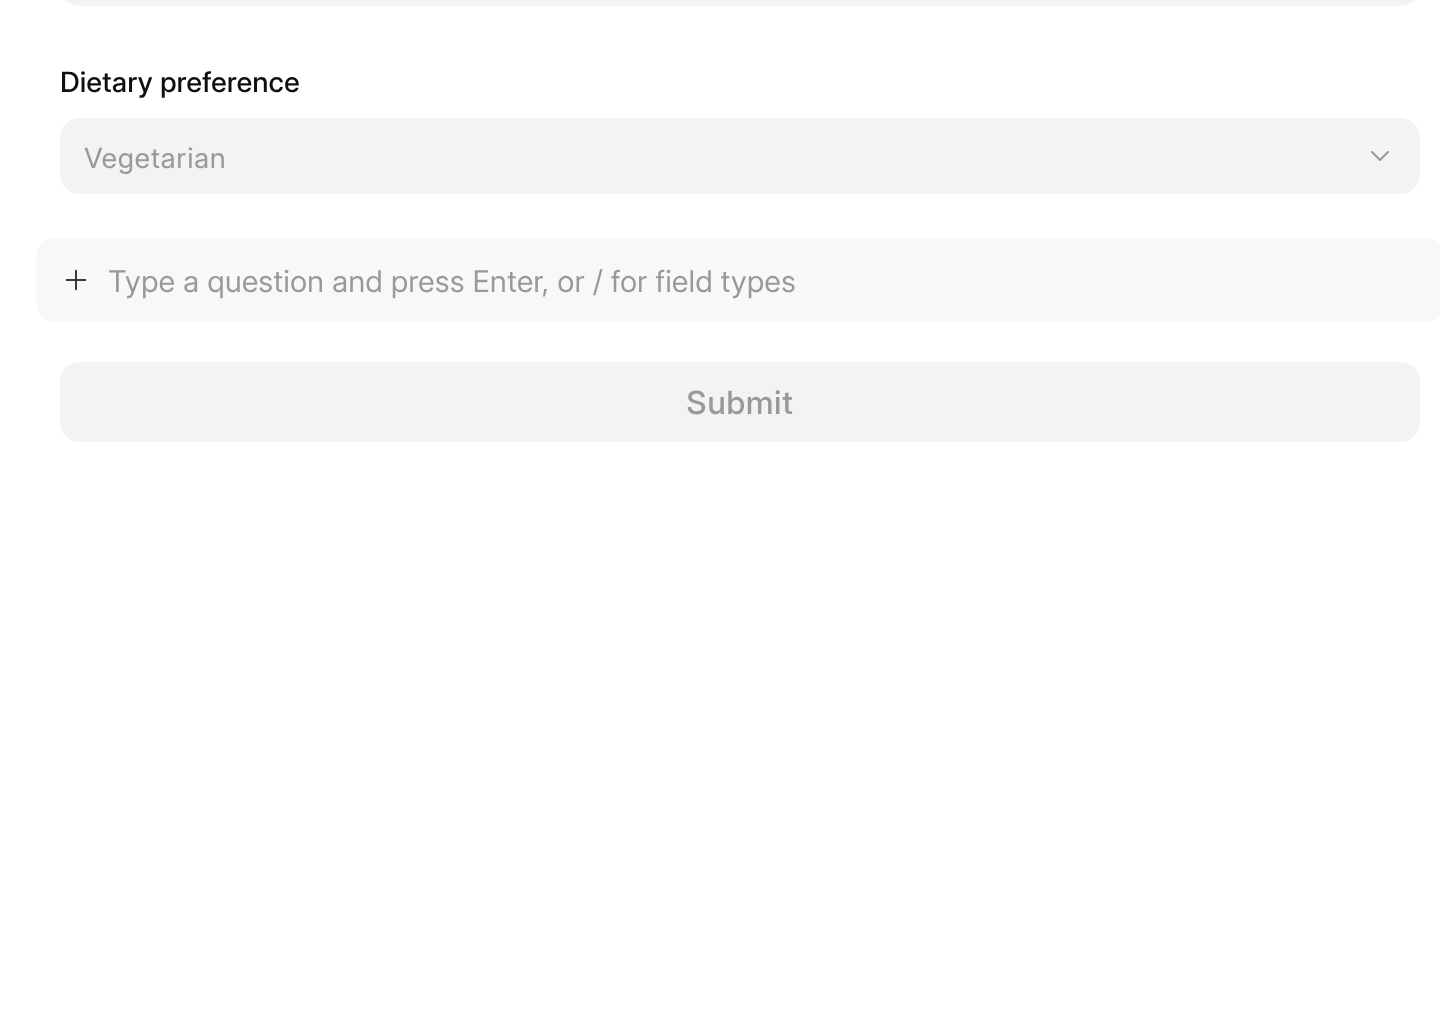 Dietary preference
Vegetarian
Type a question and press Enter, or / for field types
Submit